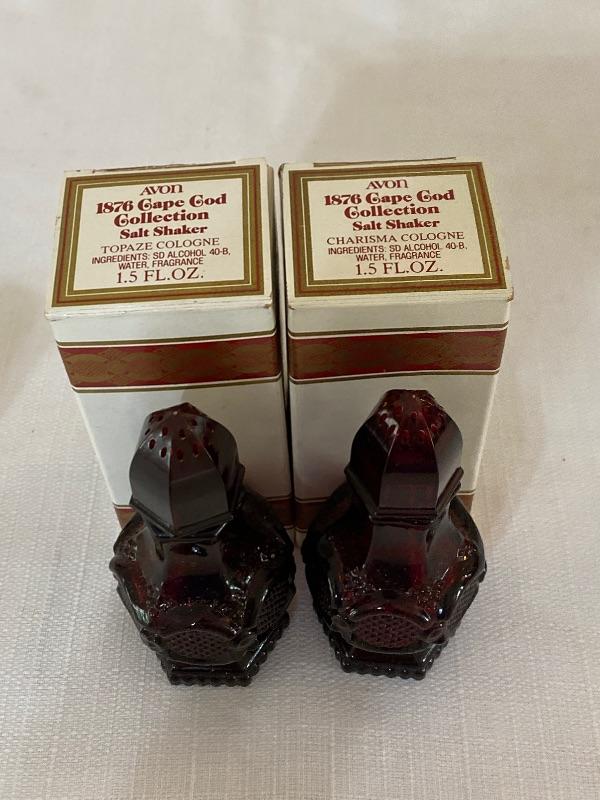 AVON
1876 Cape Cod
Collection
Salt Shaker
TOPAZE COLOGNE
INGREDIENTS: SD ALCOHOL 40-B,
WATER, FRAGRANCE
1.5 FL.OZ.
AVON
1876 Cape Cod
Collection
Salt Shaker
CHARISMA COLOGNE
INGREDIENTS: SD ALCOHOL 40-B,
WATER, FRAGRANCE
1.5 FL.OZ.